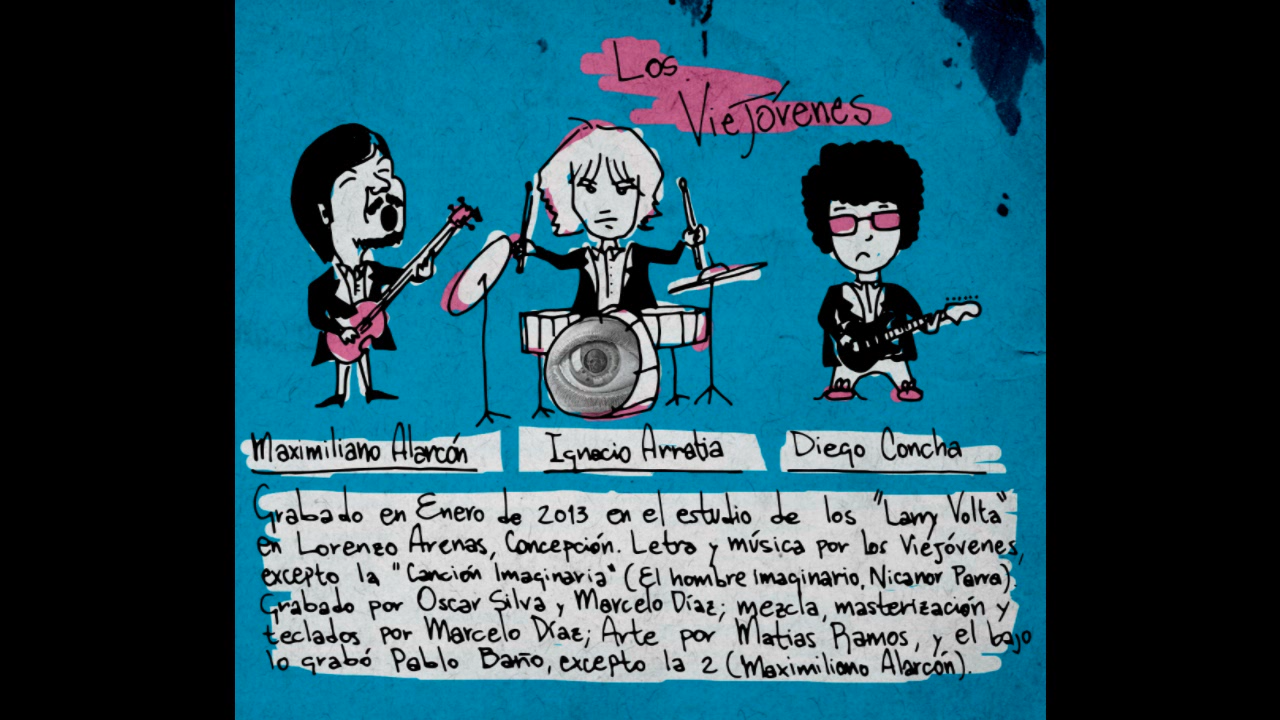 Los
Viejóvenes
Maximiliano Alarcón
Ignacio Arratia
Diego Concha
Grabado en Enero de 2013 en el estudio de los "Larry Volta"
en Lorenzo Arenas, Concepción. Letra y música por los Viejóvenes,
excepto la "Canción Imaginaria" (El hombre imaginario, Nicanor Parra).
Grabado por Oscar Silva y Marcelo Díaz; mezcla, masterización y
teclados por Marcelo Díaz; Arte por Matias Ramos, y el bajo
lo grabó Pablo Baño, excepto la 2 (Maximiliano Alarcón).